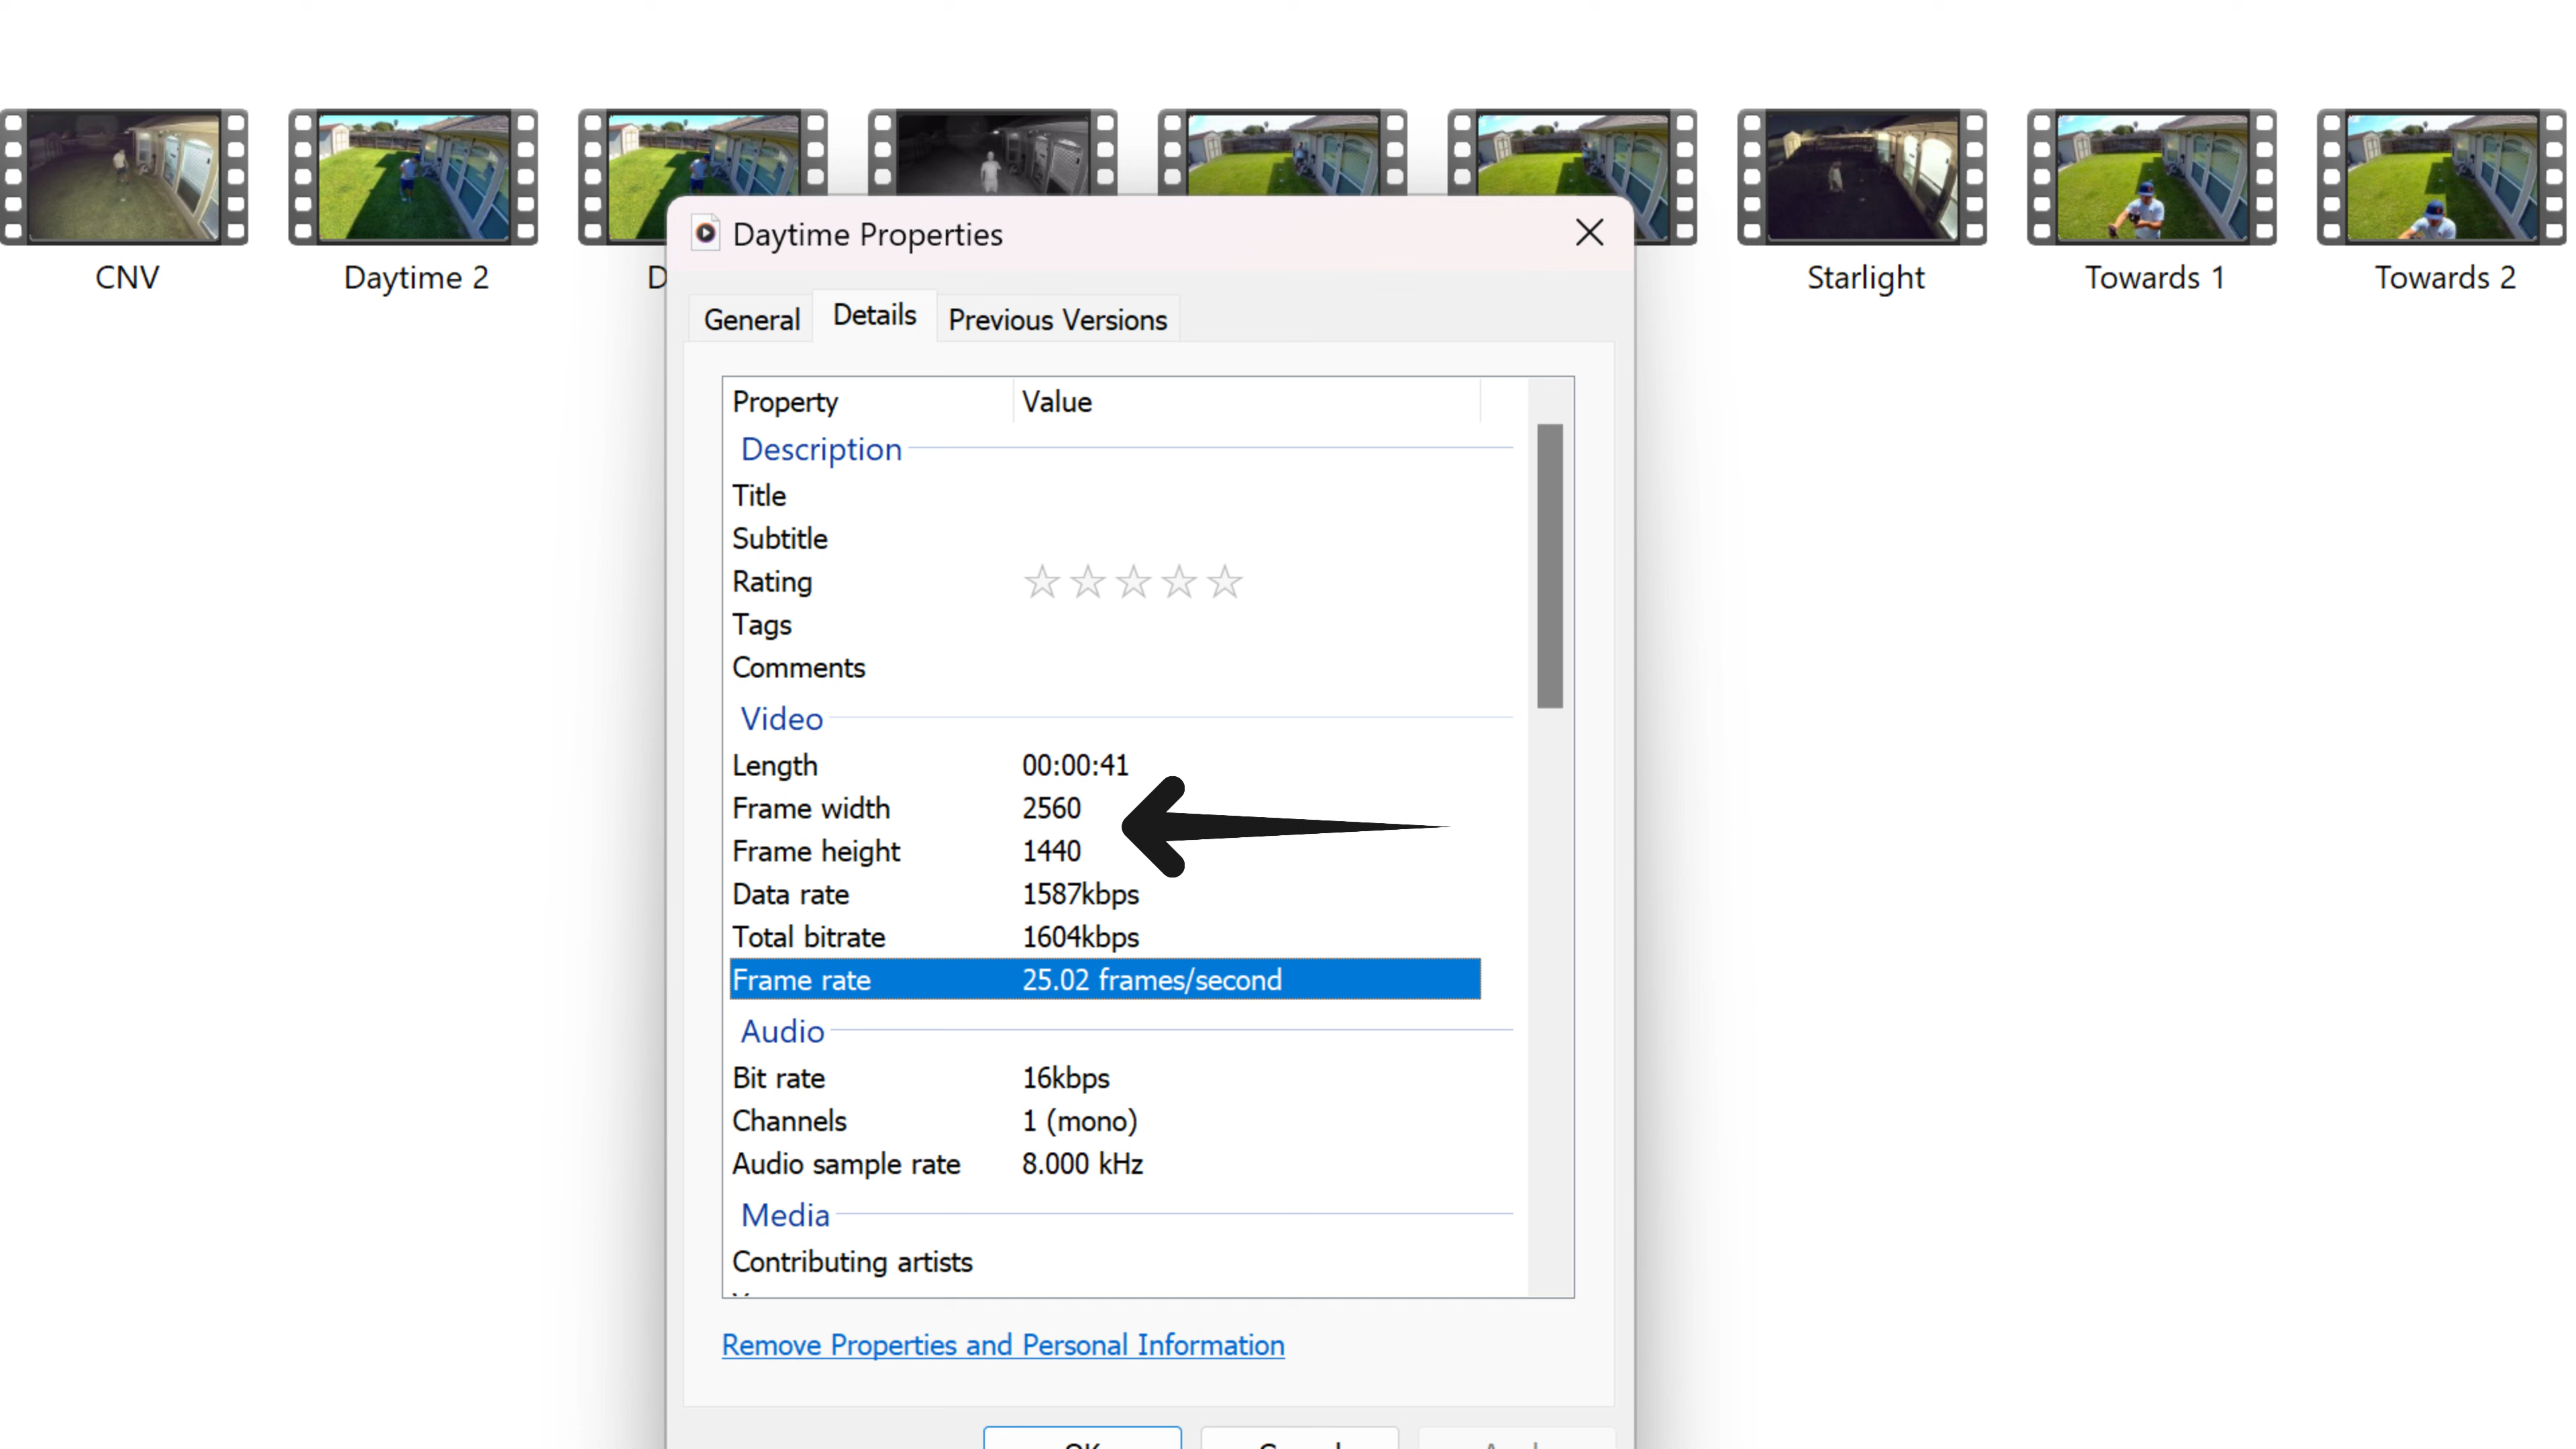 CNV
Daytime 2
Starlight
Towards 1
Towards 2
Daytime Properties
General Details Previous Versions
Property Value
Description
Title
Subtitle
Rating
Tags
Comments
Video
Length 00:00:41
Frame width 2560
Frame height 1440
Data rate 1587kbps
Total bitrate 1604kbps
Frame rate 25.02 frames/second
Audio
Bit rate 16kbps
Channels 1 (mono)
Audio sample rate 8.000 kHz
Media
Contributing artists
Remove Properties and Personal Information